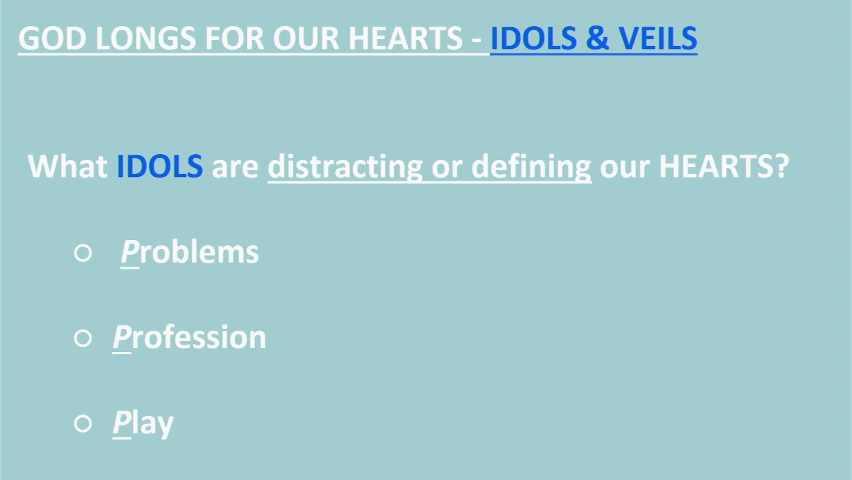 GOD LONGS FOR OUR HEARTS - IDOLS & VEILS
What IDOLS are distracting or defining our HEARTS?
○ Problems
○ Profession
○ Play